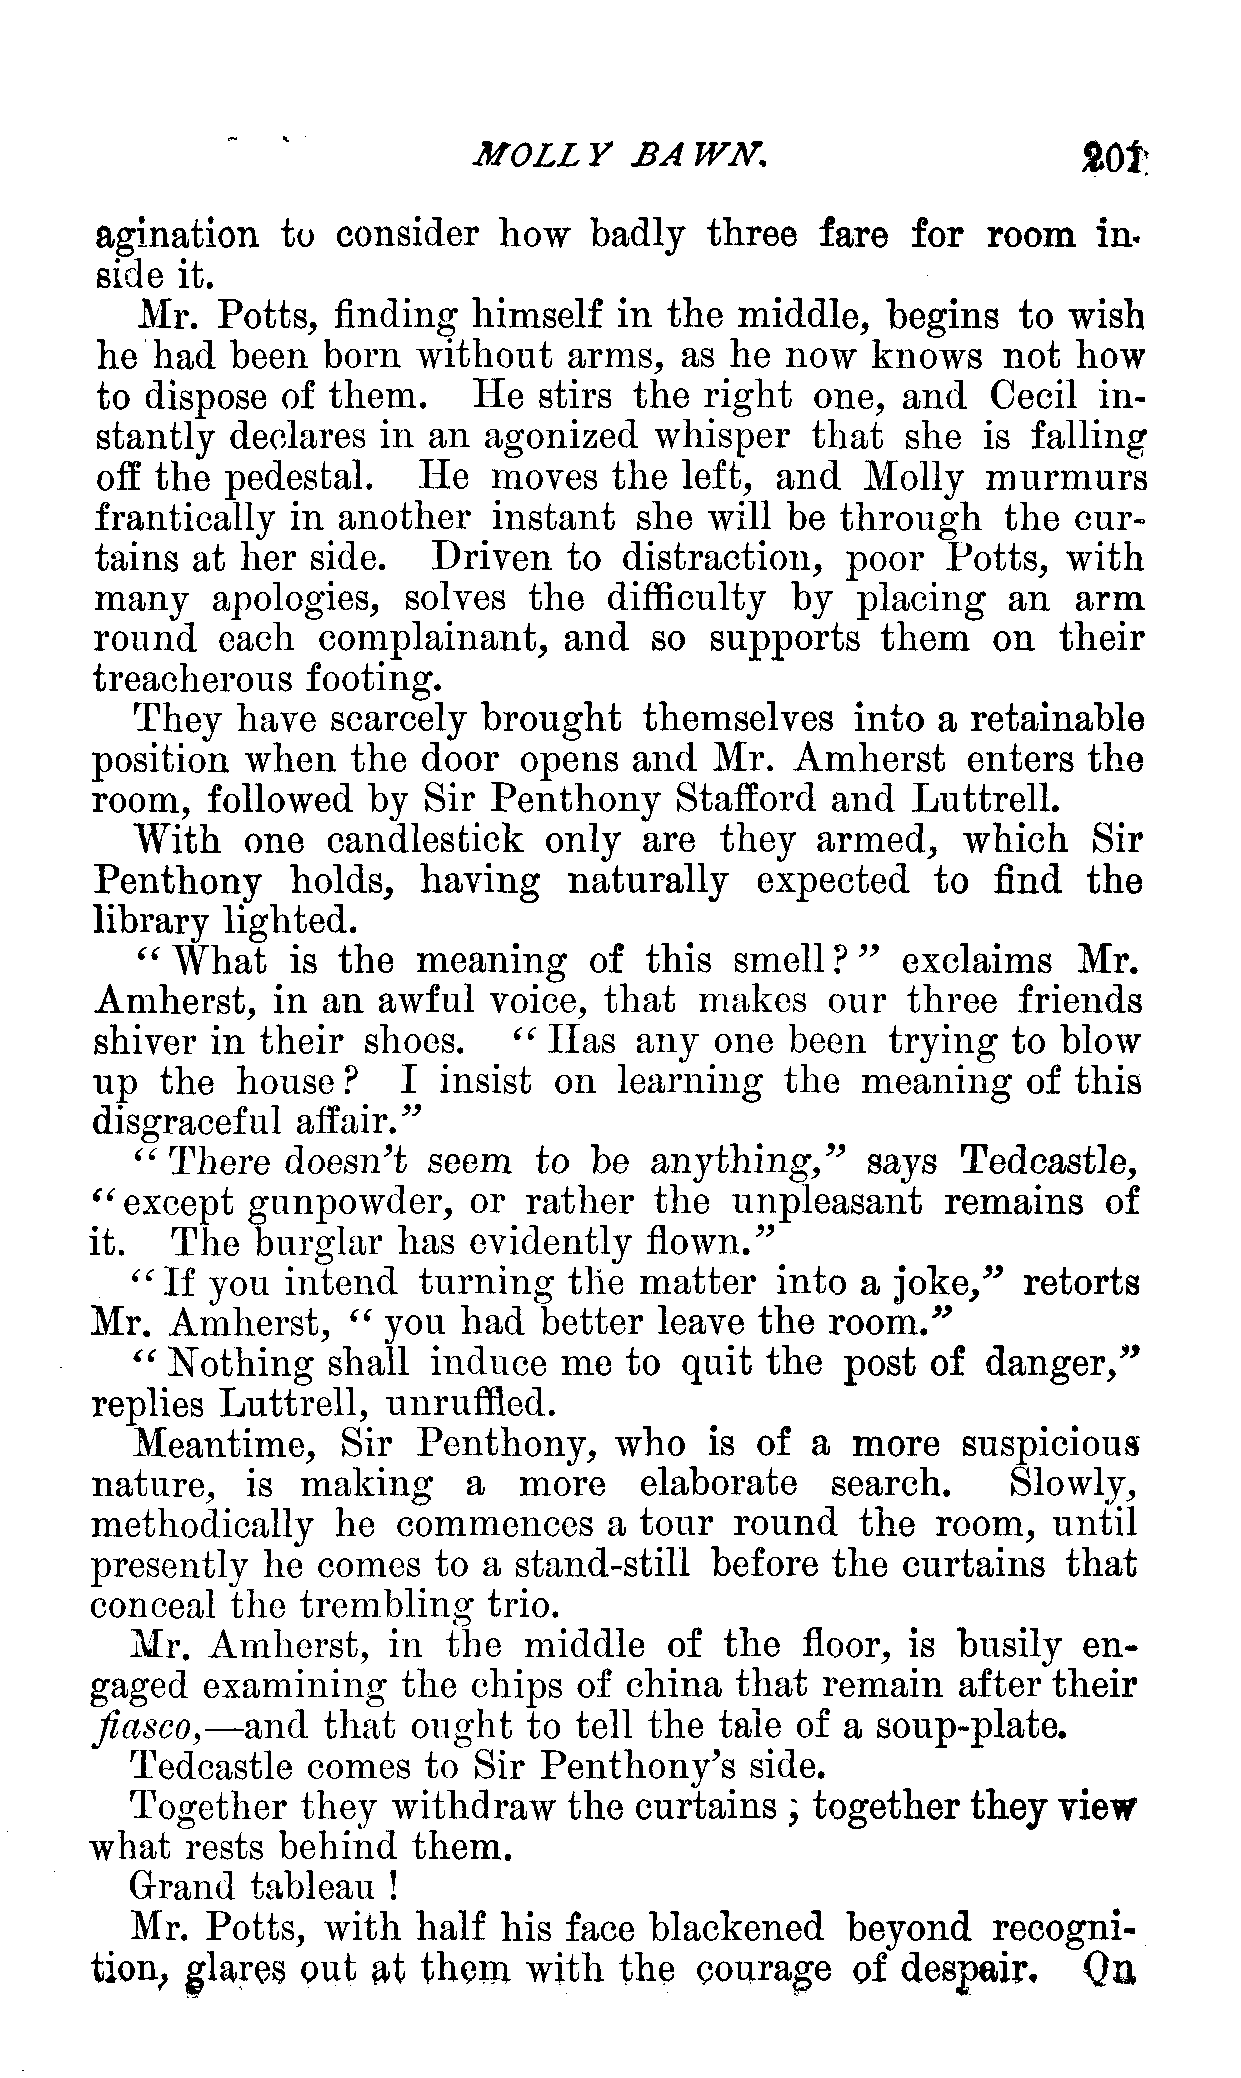 MOLLY BAWN. 201
agination to consider how badly three fare for room in-
side it.
Mr. Potts, finding himself in the middle, begins to wish
he had been born without arms, as he now knows not how
to dispose of them. He stirs the right one, and Cecil in-
stantly declares in an agonized whisper that she is falling
off the pedestal. He moves the left, and Molly murmurs
frantically in another instant she will be through the cur-
tains at her side. Driven to distraction, poor Potts, with
many apologies, solves the difficulty by placing an arm
round each complainant, and so supports them on their
treacherous footing.
They have scarcely brought themselves into a retainable
position when the door opens and Mr. Amherst enters the
room, followed by Sir Penthony Stafford and Luttrell.
With one candlestick only are they armed, which Sir
Penthony holds, having naturally expected to find the
library lighted.
“What is the meaning of this smell?” exclaims Mr.
Amherst, in an awful voice, that makes our three friends
shiver in their shoes. “Has any one been trying to blow
up the house? I insist on learning the meaning of this
disgraceful affair.”
“There doesn’t seem to be anything,” says Tedcastle,
“except gunpowder, or rather the unpleasant remains of
it. The burglar has evidently flown.”
“If you intend turning the matter into a joke,” retorts
Mr. Amherst, “you had better leave the room.”
“Nothing shall induce me to quit the post of danger,”
replies Luttrell, unruffled.
Meantime, Sir Penthony, who is of a more suspicious
nature, is making a more elaborate search. Slowly,
methodically he commences a tour round the room, until
presently he comes to a stand-still before the curtains that
conceal the trembling trio.
Mr. Amherst, in the middle of the floor, is busily en-
gaged examining the chips of china that remain after their
fiasco,—and that ought to tell the tale of a soup-plate.
Tedcastle comes to Sir Penthony’s side.
Together they withdraw the curtains; together they view
what rests behind them.
Grand tableau!
Mr. Potts, with half his face blackened beyond recogni-
tion, glares out at them with the courage of despair. On